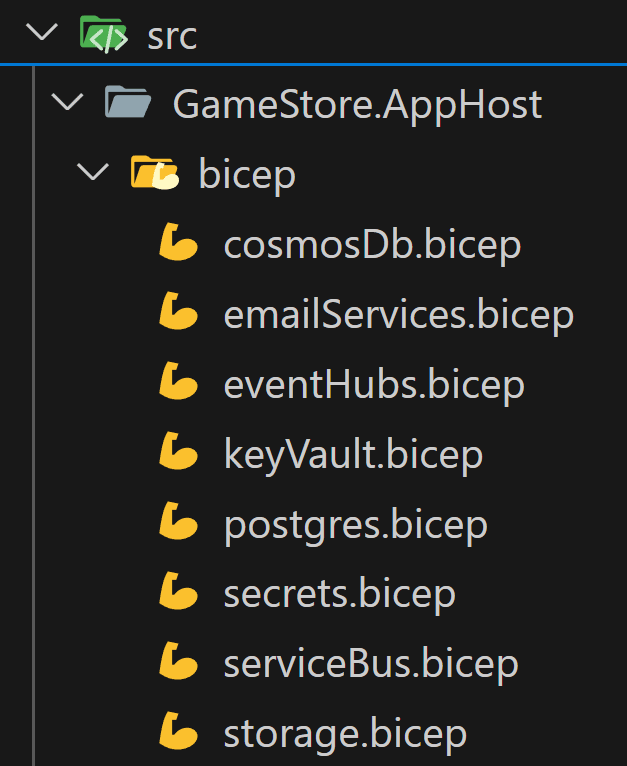 src
GameStore.AppHost
bicep
cosmosDb.bicep
emailServices.bicep
eventHubs.bicep
keyVault.bicep
postgres.bicep
secrets.bicep
serviceBus.bicep
storage.bicep